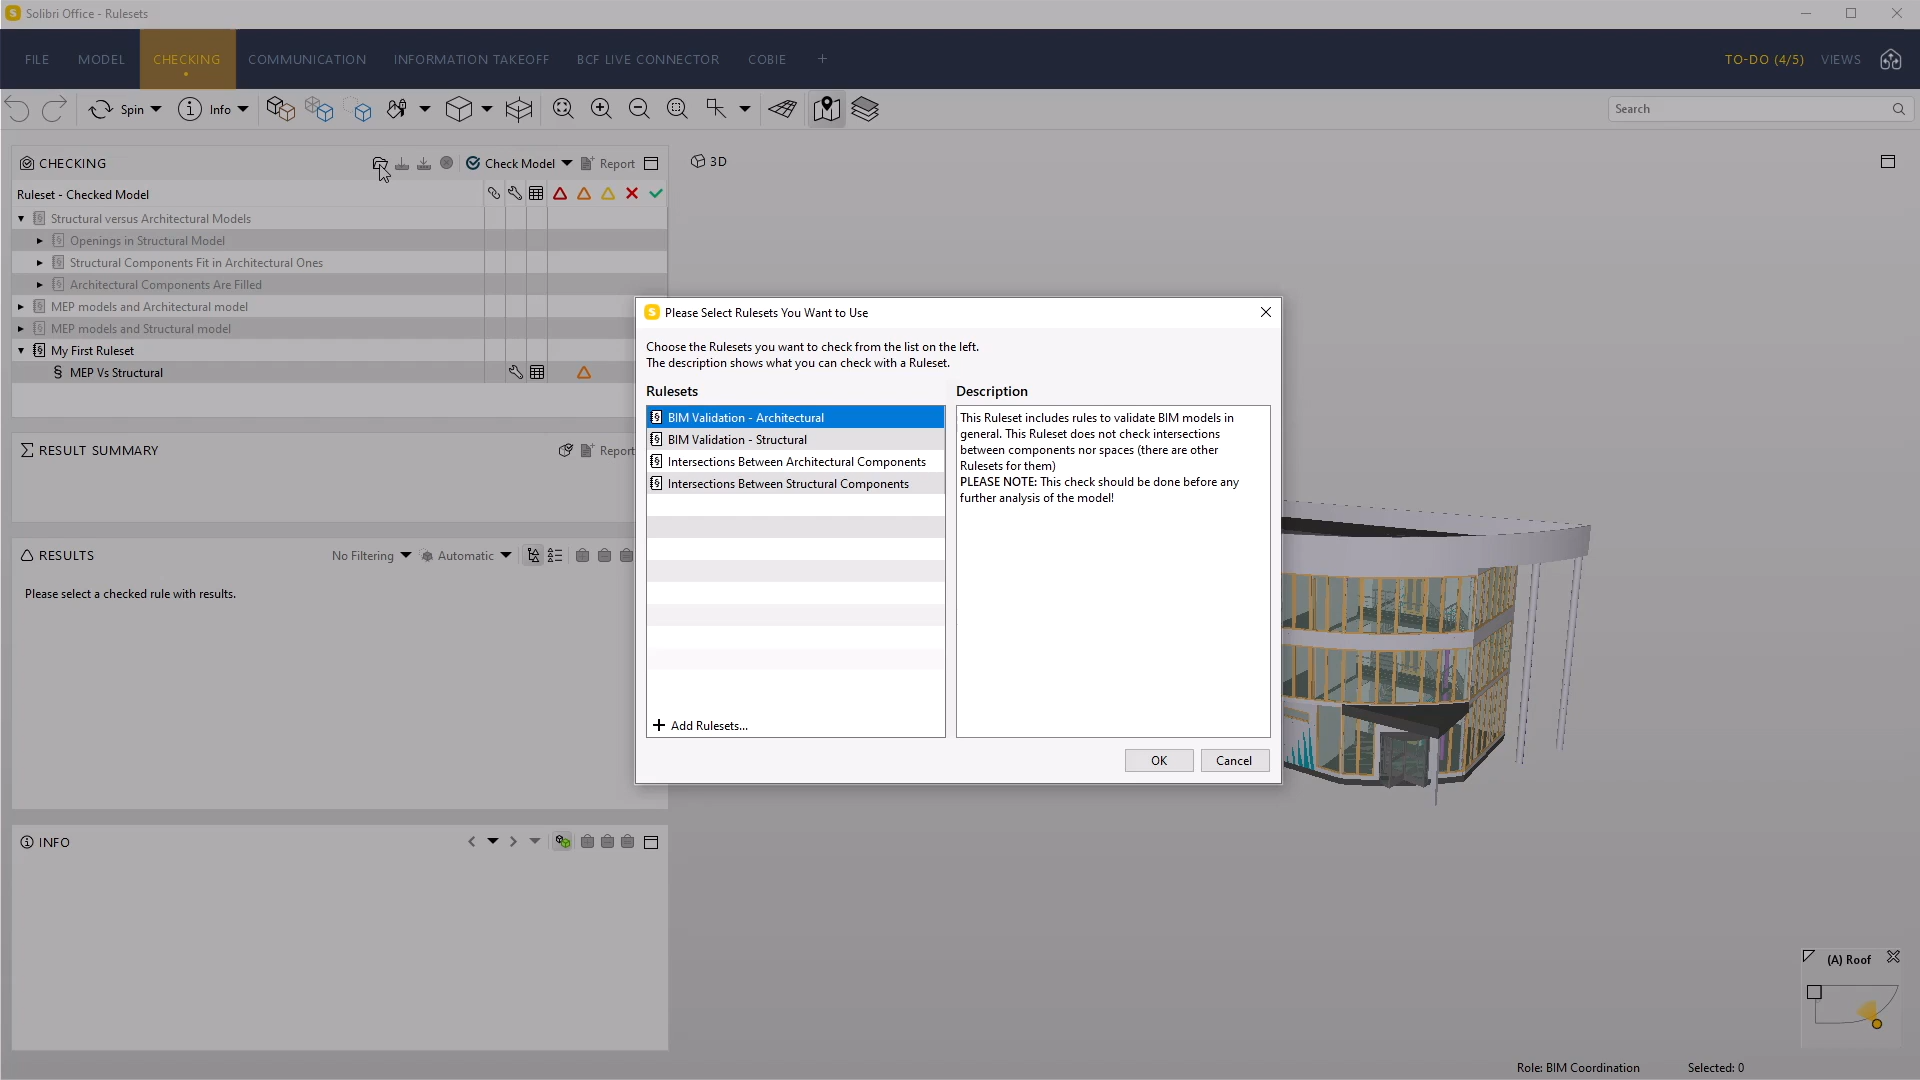 Solibri Office - Rulesets
FILE
MODEL
CHECKING
COMMUNICATION
INFORMATION TAKEOFF
BCF LIVE CONNECTOR
COBIE
+
TO-DO (4/5)
VIEWS
Spin
Info
Search
CHECKING
Check Model
Report
3D
Ruleset - Checked Model
Structural versus Architectural Models
Openings in Structural Model
Structural Components Fit in Architectural Ones
Architectural Components Are Filled
MEP models and Architectural model
MEP models and Structural model
My First Ruleset
§ MEP Vs Structural
RESULT SUMMARY
Report
RESULTS
No Filtering
Automatic
Please select a checked rule with results.
INFO
Please Select Rulesets You Want to Use
Choose the Rulesets you want to check from the list on the left.
The description shows what you can check with a Ruleset.
Rulesets
BIM Validation - Architectural
BIM Validation - Structural
Intersections Between Architectural Components
Intersections Between Structural Components
+ Add Rulesets...
Description
This Ruleset includes rules to validate BIM models in
general. This Ruleset does not check intersections
between components nor spaces (there are other
Rulesets for them)
PLEASE NOTE: This check should be done before any
further analysis of the model!
OK
Cancel
(A) Roof
Role: BIM Coordination
Selected: 0